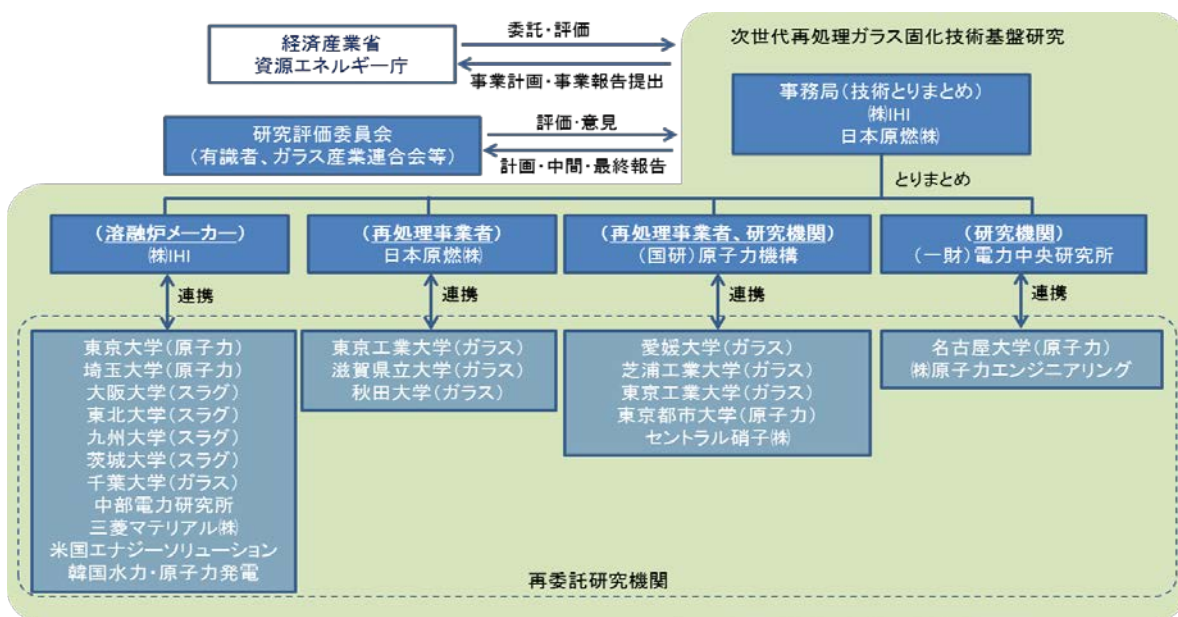 経済産業省
資源エネルギー庁
委託・評価
事業計画・事業報告提出
研究評価委員会
(有識者、ガラス産業連合会等)
評価・意見
計画・中間・最終報告
次世代再処理ガラス固化技術基盤研究
事務局(技術とりまとめ)
㈱IHI
日本原燃㈱
とりまとめ
(溶融炉メーカー)
㈱IHI
(再処理事業者)
日本原燃㈱
(再処理事業者、研究機関)
(国研)原子力機構
(研究機関)
(一財)電力中央研究所
連携
連携
連携
連携
東京大学(原子力)
埼玉大学(原子力)
大阪大学(スラグ)
東北大学(スラグ)
九州大学(スラグ)
茨城大学(スラグ)
千葉大学(ガラス)
中部電力研究所
三菱マテリアル㈱
米国エナジーソリューション
韓国水力・原子力発電
東京工業大学(ガラス)
滋賀県立大学(ガラス)
秋田大学(ガラス)
愛媛大学(ガラス)
芝浦工業大学(ガラス)
東京工業大学(ガラス)
東京都市大学(原子力)
セントラル硝子㈱
名古屋大学(原子力)
㈱原子力エンジニアリング
再委託研究機関